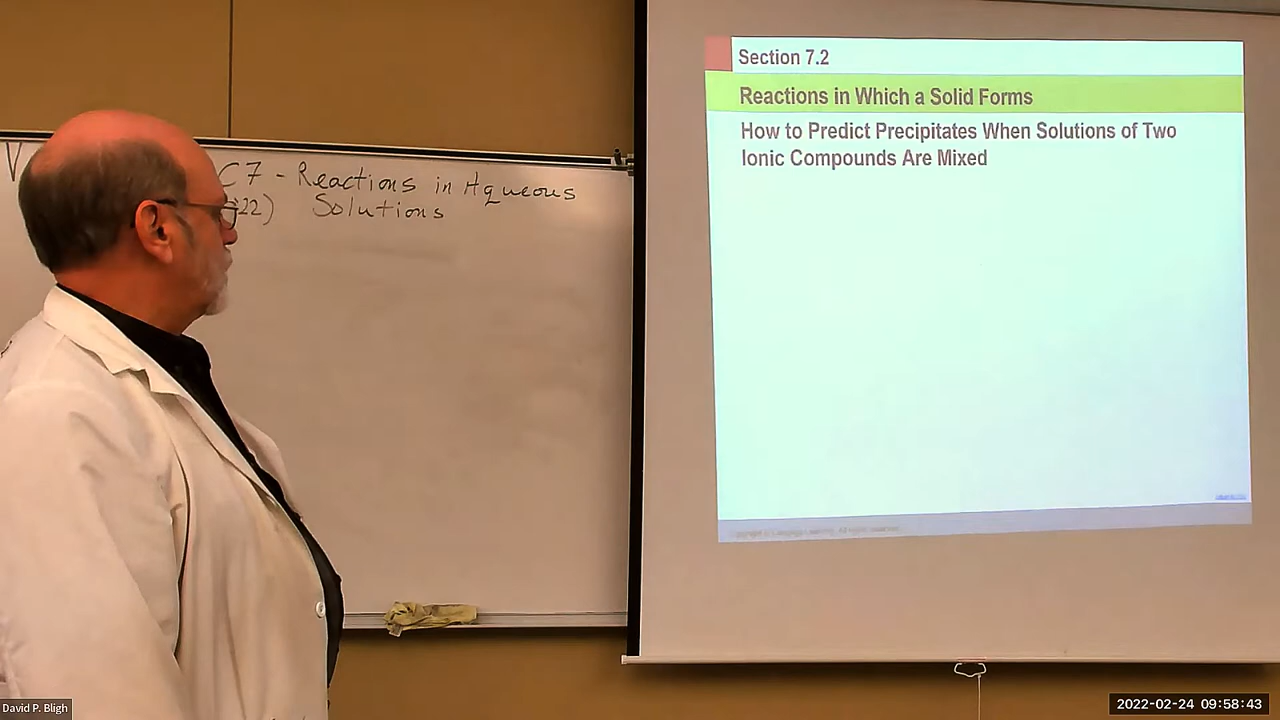 V C7 - Reactions in Aqueous
22) Solutions
Section 7.2
Reactions in Which a Solid Forms
How to Predict Precipitates When Solutions of Two
Ionic Compounds Are Mixed
David P. Bligh
2022-02-24 09:58:43